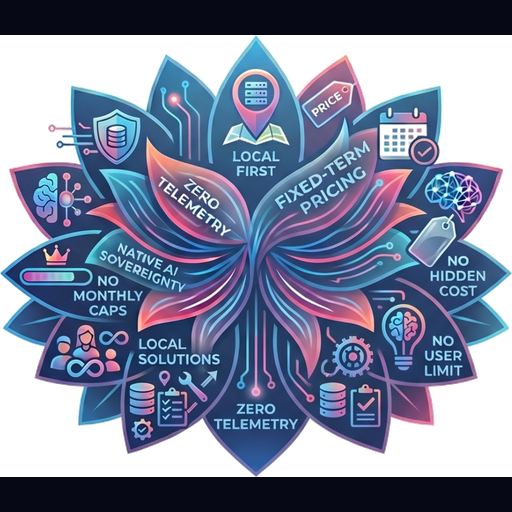 LOCAL
FIRST
PRICE
ZERO
TELEMETRY
FIXED-TERM
PRICING
NATIVE AI
SOVEREIGNTY
NO
HIDDEN
COST
NO
MONTHLY
CAPS
LOCAL
SOLUTIONS
NO
USER
LIMIT
ZERO
TELEMETRY